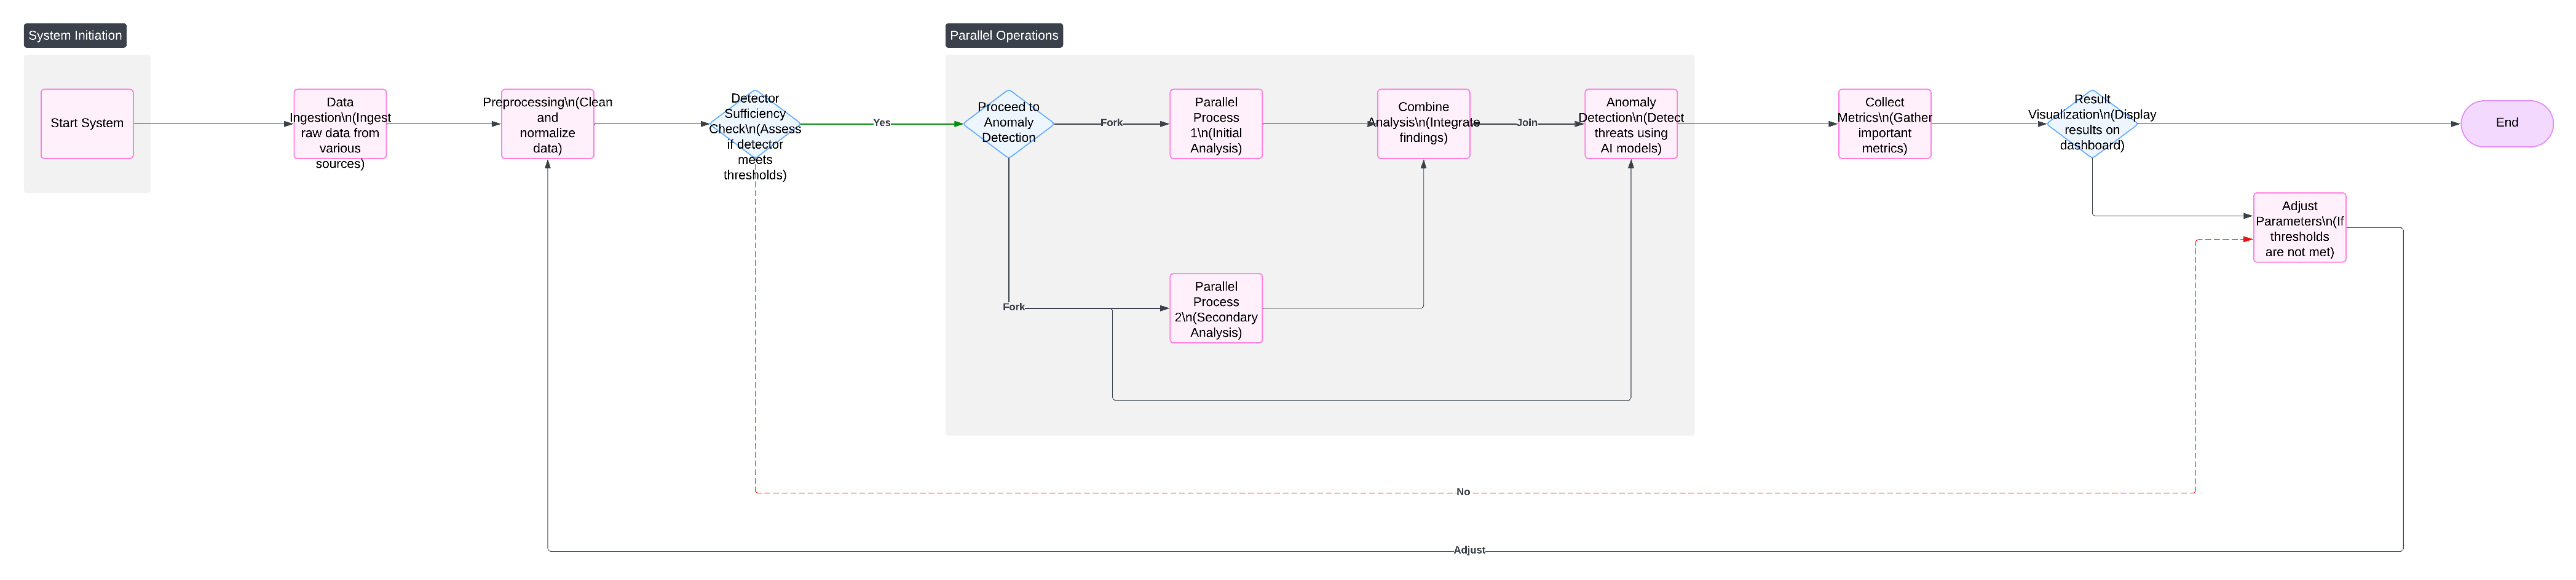 System Initiation
Parallel Operations
Start System
Data
Ingestion\n(Ingest
raw data from
various
sources)
Preprocessing\n(Clean
and
normalize
data)
Detector
Sufficiency
Check\n(Assess
if detector
meets
thresholds)
Yes
Proceed to
Anomaly
Detection
Fork
Parallel
Process
1\n(Initial
Analysis)
Combine
Analysis\n(Integrate
findings)
Join
Anomaly
Detection\n(Detect
threats using
AI models)
Collect
Metrics\n(Gather
important
metrics)
Result
Visualization\n(Display
results on
dashboard)
End
Adjust
Parameters\n(If
thresholds
are not met)
Fork
Parallel
Process
2\n(Secondary
Analysis)
No
Adjust